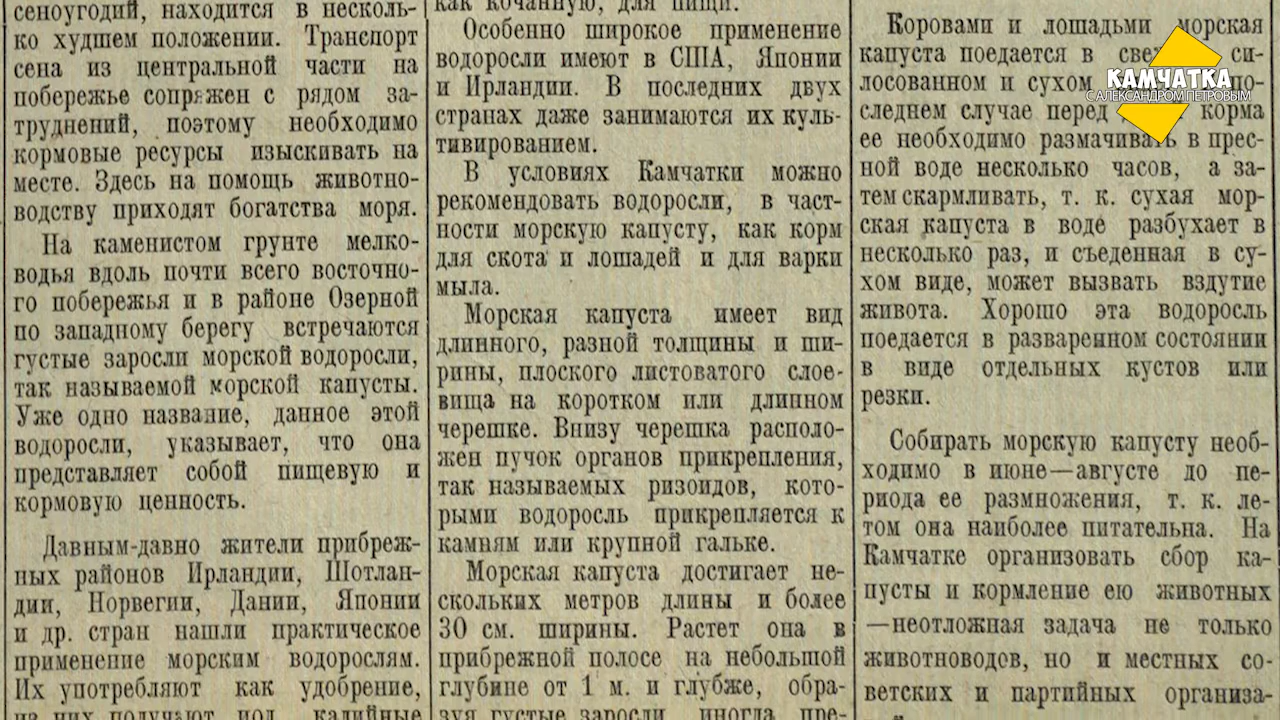 сеноугодий, находится в несколь-
ко худшем положении. Транспорт
сена из центральной части на
побережье сопряжен с рядом за-
труднений, поэтому необходимо
кормовые ресурсы изыскивать на
месте. Здесь на помощь животно-
водству приходят богатства моря.
На каменистом грунте мелко-
водья вдоль почти всего восточно-
го побережья и в районе Озерной
по западному берегу встречаются
густые заросли морской водоросли,
так называемой морской капусты.
Уже одно название, данное этой
водоросли, указывает, что она
представляет собой пищевую и
кормовую ценность.
Давным-давно жители прибреж-
ных районов Ирландии, Шотлан-
дии, Норвегии, Дании, Японии
и др. стран нашли практическое
применение морским водорослям.
Их употребляют как удобрение,
из них получают иод, калийные
как кочанную, для пищи.
Особенно широкое применение
водоросли имеют в США, Японии
и Ирландии. В последних двух
странах даже занимаются их куль-
тивированием.
В условиях Камчатки можно
рекомендовать водоросли, в част-
ности морскую капусту, как корм
для скота и лошадей и для варки
мыла.
Морская капуста имеет вид
длинного, разной толщины и ши-
рины, плоского листоватого слое-
вища на коротком или длинном
черешке. Внизу черешка располо-
жен пучок органов прикрепления,
так называемых ризоидов, кото-
рыми водоросль прикрепляется к
камням или крупной гальке.
Морская капуста достигает не-
скольких метров длины и более
30 см. ширины. Растет она в
прибрежной полосе на небольшой
глубине от 1 м. и глубже, обра-
зуя густые заросли, иногда пре-
Коровами и лошадьми морская
капуста поедается в си-
лосованном и сухом
следнем случае перед корма
ее необходимо размачивать в прес-
ной воде несколько часов, а за-
тем скармливать, т. к. сухая мор-
ская капуста в воде разбухает в
несколько раз, и съеденная в су-
хом виде, может вызвать вздутие
живота. Хорошо эта водоросль
поедается в разваренном состоянии
в виде отдельных кустов или
резки.
Собирать морскую капусту необ-
ходимо в июне—августе до пе-
риода ее размножения, т. к. ле-
том она наиболее питательна. На
Камчатке организовать сбор ка-
пусты и кормление ею животных
—неотложная задача не только
животноводов, но и местных со-
ветских и партийных организа-
КАМЧАТКА
С АЛЕКСАНДРОМ ПЕТРОВЫМ